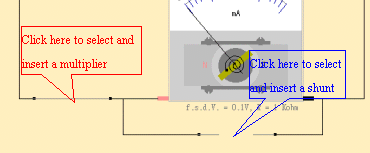 mA
Click here to select and
insert a multiplier
Click here to select
and insert a shunt
f.s.d.V. = 0.1V, R = 1 Kohm